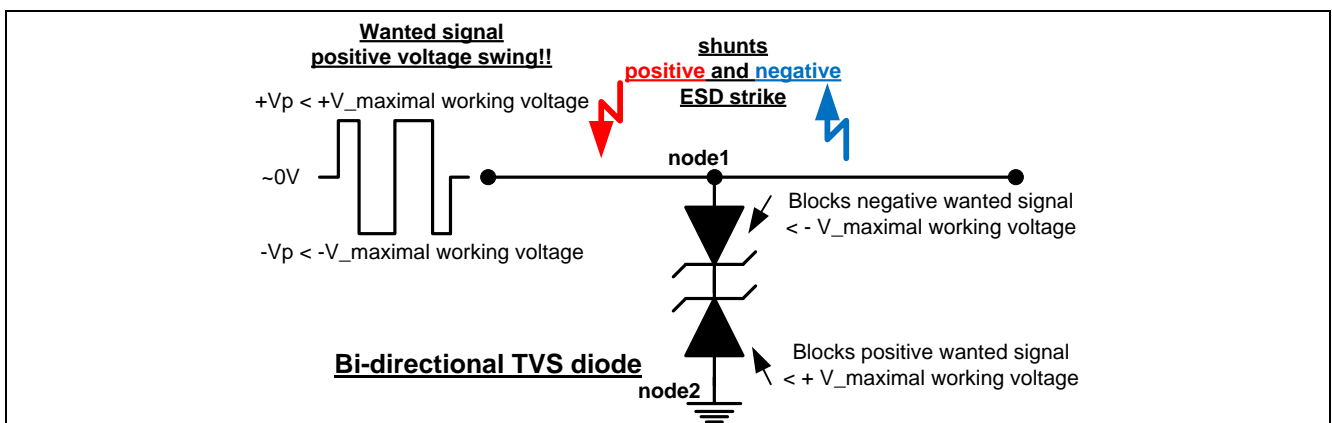 Wanted signal
positive voltage swing!!
+Vp < +V_maximal working voltage
~0V
-Vp < -V_maximal working voltage
shunts
positive and negative
ESD strike
node1
Blocks negative wanted signal
< - V_maximal working voltage
Bi-directional TVS diode
Blocks positive wanted signal
< + V_maximal working voltage
node2